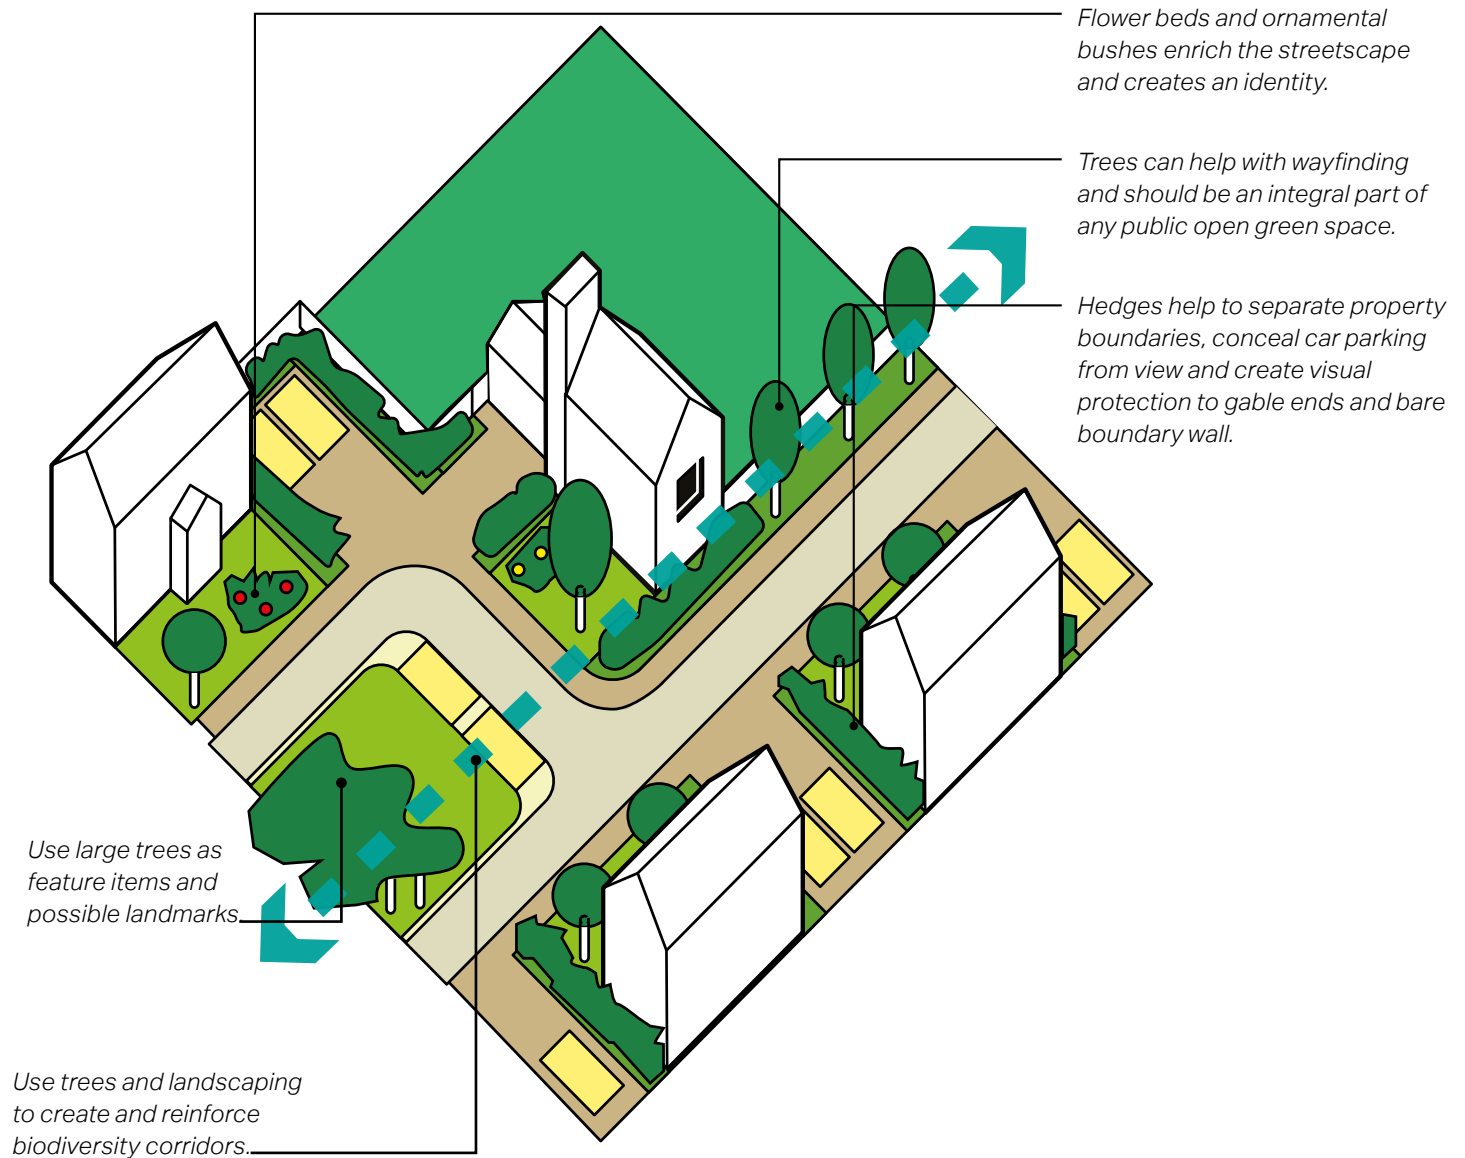 Flower beds and ornamental
bushes enrich the streetscape
and creates an identity.
Trees can help with wayfinding
and should be an integral part of
any public open green space.
Hedges help to separate property
boundaries, conceal car parking
from view and create visual
protection to gable ends and bare
boundary wall.
Use large trees as
feature items and
possible landmarks.
Use trees and landscaping
to create and reinforce
biodiversity corridors.